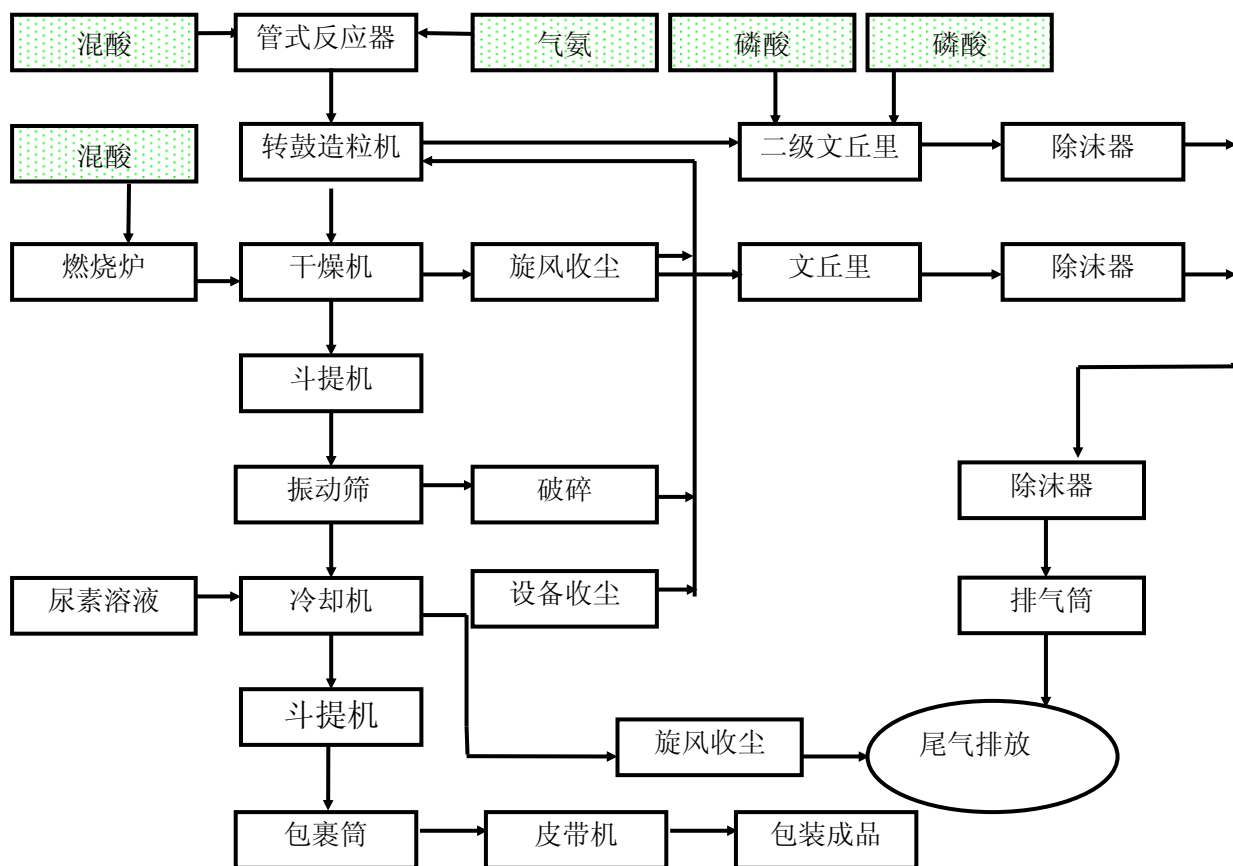 混酸
管式反应器
气氨
磷酸
磷酸
混酸
转鼓造粒机
二级文丘里
除沫器
燃烧炉
干燥机
旋风收尘
文丘里
除沫器
斗提机
振动筛
破碎
除沫器
尿素溶液
冷却机
设备收尘
排气筒
斗提机
旋风收尘
尾气排放
包裹筒
皮带机
包装成品